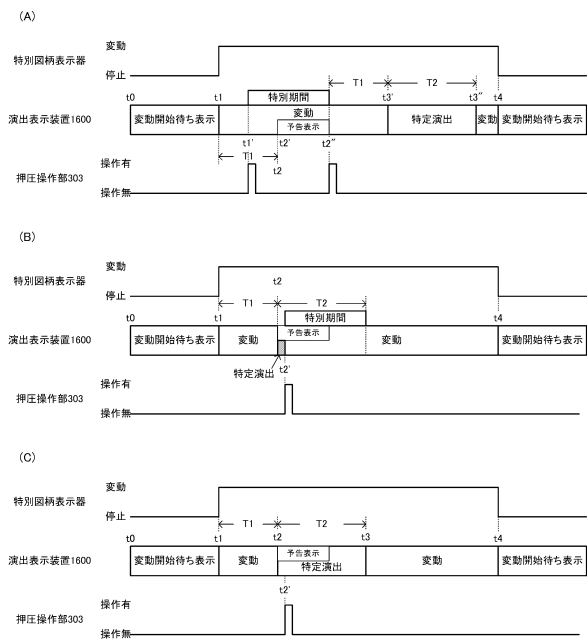 (A)
変動
特別図柄表示器
停止
T1 T2
t0 t1 特別期間 t3' t3'' t4
演出表示装置1600 変動開始待ち表示 変動 予告表示 特定演出 変動 変動開始待ち表示
t1' t2' t2''
T1
t2
操作有
押圧操作部303
操作無
(B)
変動
特別図柄表示器 t2
停止
T1 T2
t0 t1 特別期間 t4
演出表示装置1600 変動開始待ち表示 変動 予告表示 変動 変動開始待ち表示
t2'
特定演出
操作有
押圧操作部303
操作無
(C)
変動
特別図柄表示器
停止
T1 T2
t0 t1 t2 t3 t4
演出表示装置1600 変動開始待ち表示 変動 予告表示 特定演出 変動 変動開始待ち表示
t2'
操作有
押圧操作部303
操作無